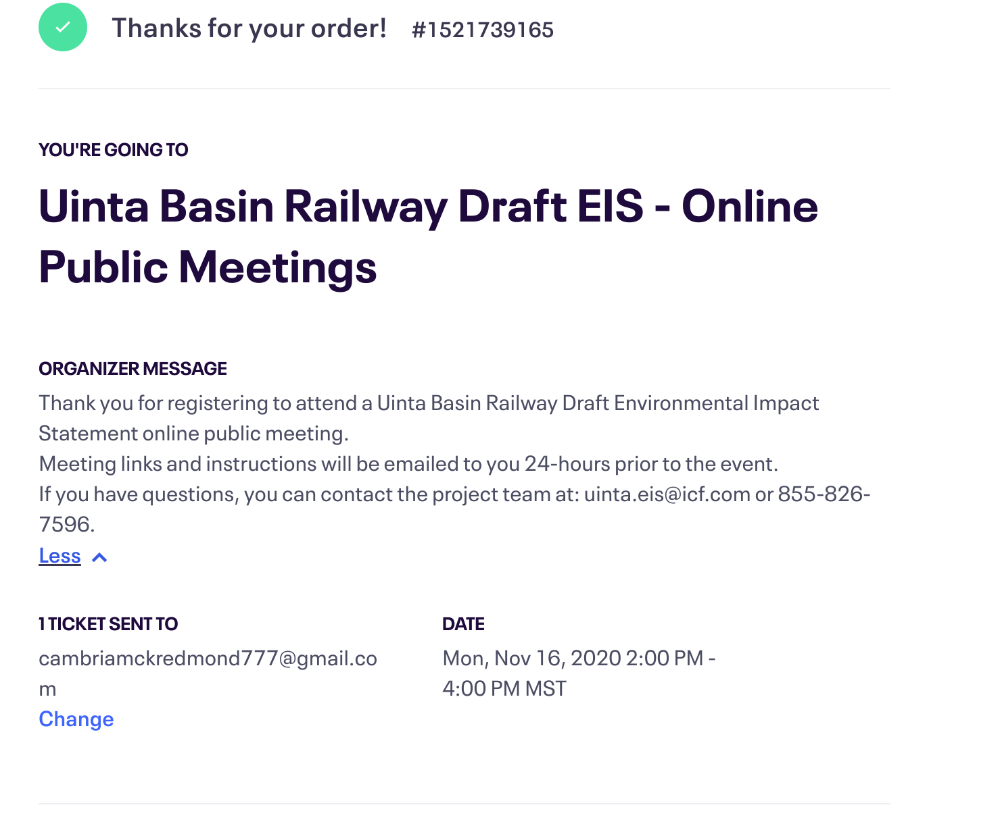 Thanks for your order! #1521739165
YOU'RE GOING TO
Uinta Basin Railway Draft EIS - Online
Public Meetings
ORGANIZER MESSAGE
Thank you for registering to attend a Uinta Basin Railway Draft Environmental Impact
Statement online public meeting.
Meeting links and instructions will be emailed to you 24-hours prior to the event.
If you have questions, you can contact the project team at: uinta.eis@icf.com or 855-826-
7596.
Less
1 TICKET SENT TO
cambriamckredmond777@gmail.co
m
Change
DATE
Mon, Nov 16, 2020 2:00 PM -
4:00 PM MST